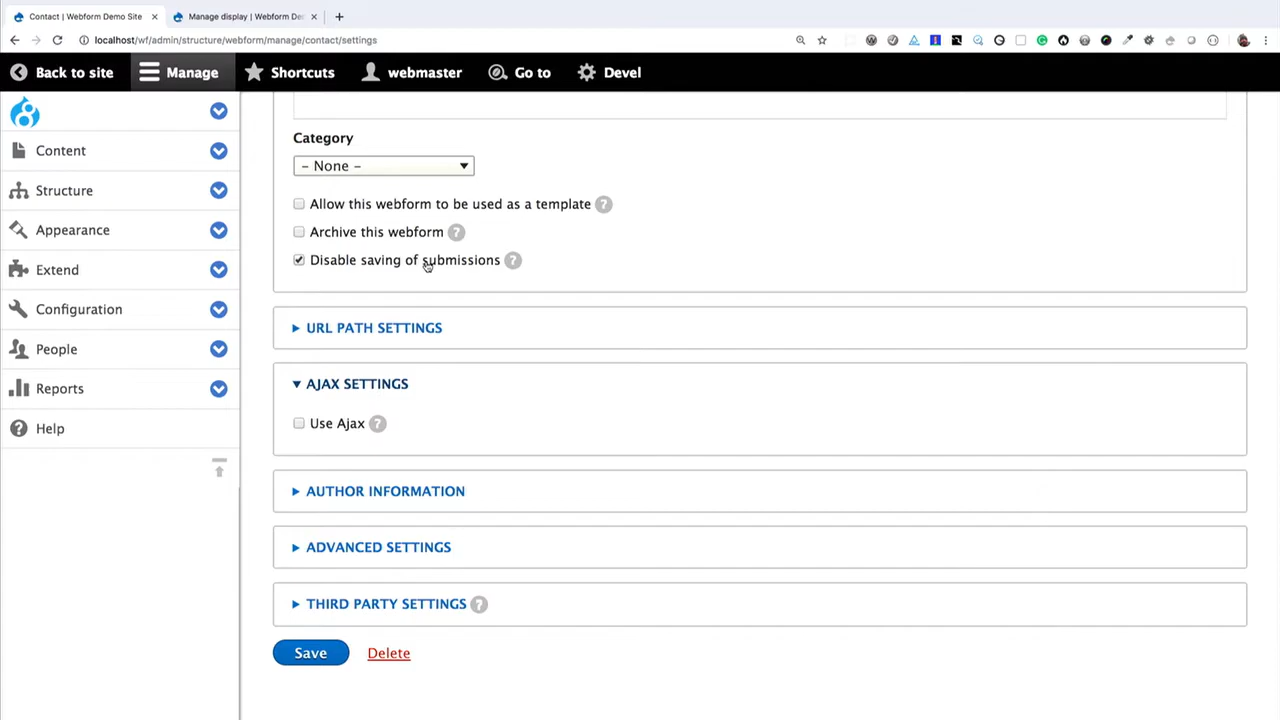 Contact | Webform Demo Site
Manage display | Webform De
localhost/wf/admin/structure/webform/manage/contact/settings
Back to site
Manage
Shortcuts
webmaster
Go to
Devel
Content
Structure
Appearance
Extend
Configuration
People
Reports
Help
Category
– None –
Allow this webform to be used as a template ?
Archive this webform ?
Disable saving of submissions ?
URL PATH SETTINGS
AJAX SETTINGS
Use Ajax ?
AUTHOR INFORMATION
ADVANCED SETTINGS
THIRD PARTY SETTINGS ?
Save
Delete